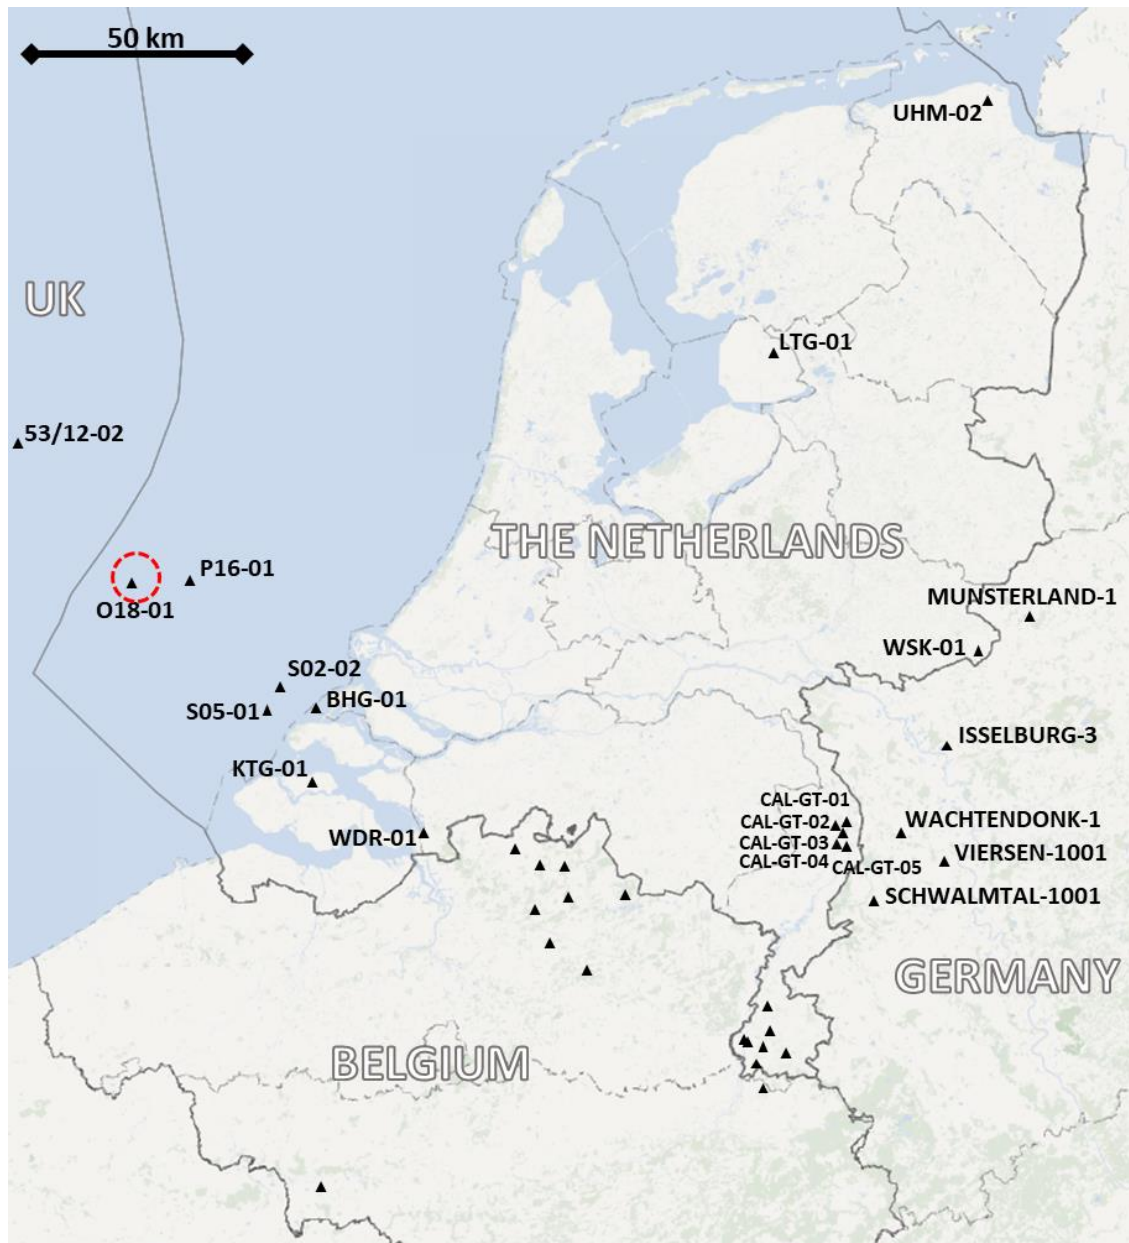 50 km
UHM-02
UK
LTG-01
53/12-02
THE NETHERLANDS
P16-01
O18-01
MUNSTERLAND-1
WSK-01
S02-02
BHG-01
S05-01
ISSELBURG-3
KTG-01
CAL-GT-01
CAL-GT-02
WACHTENDONK-1
WDR-01
CAL-GT-03
VIERSEN-1001
CAL-GT-04
CAL-GT-05
SCHWALMTAL-1001
GERMANY
BELGIUM